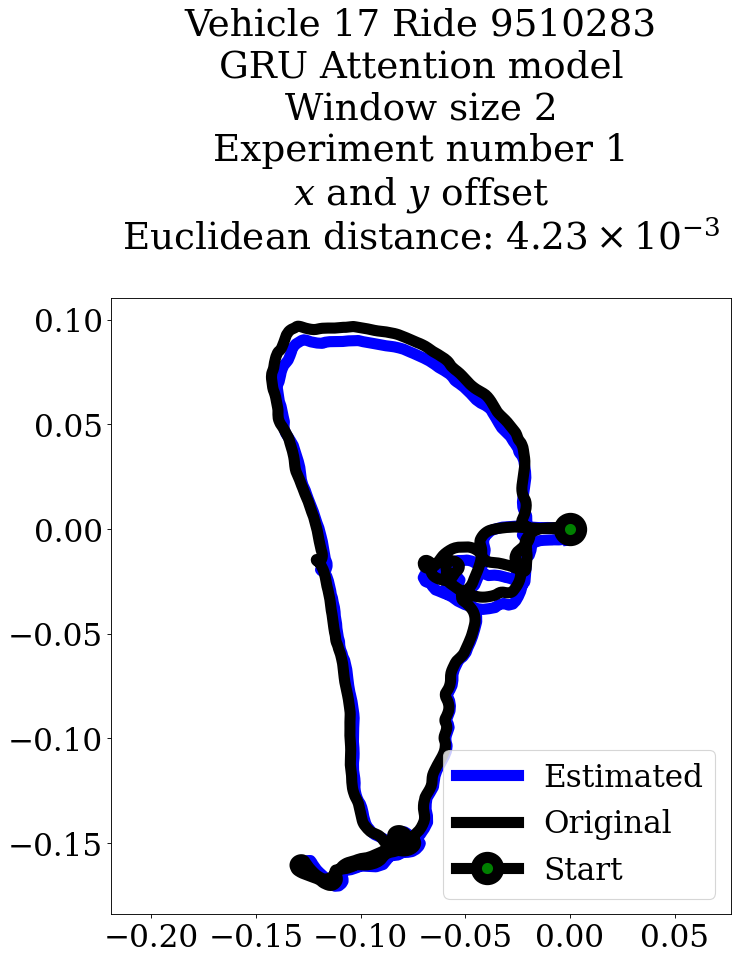 Vehicle 17 Ride 9510283
GRU Attention model
Window size 2
Experiment number 1
x and y offset
Euclidean distance: 4.23 × 10⁻³
0.10
0.05
0.00
−0.05
−0.10
−0.15
Estimated
Original
Start
−0.20 −0.15 −0.10 −0.05 0.00 0.05